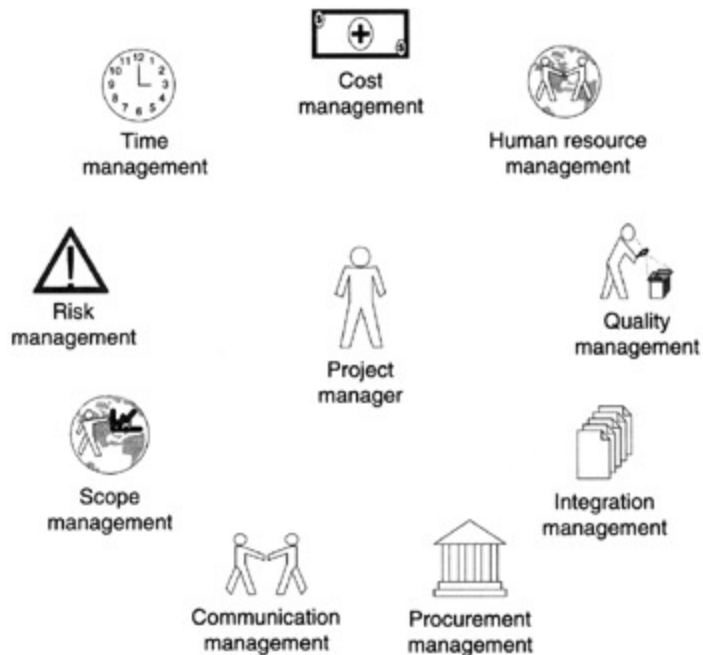 Cost
management
Time
management
Human resource
management
Risk
management
Project
manager
Quality
management
Scope
management
Integration
management
Communication
management
Procurement
management